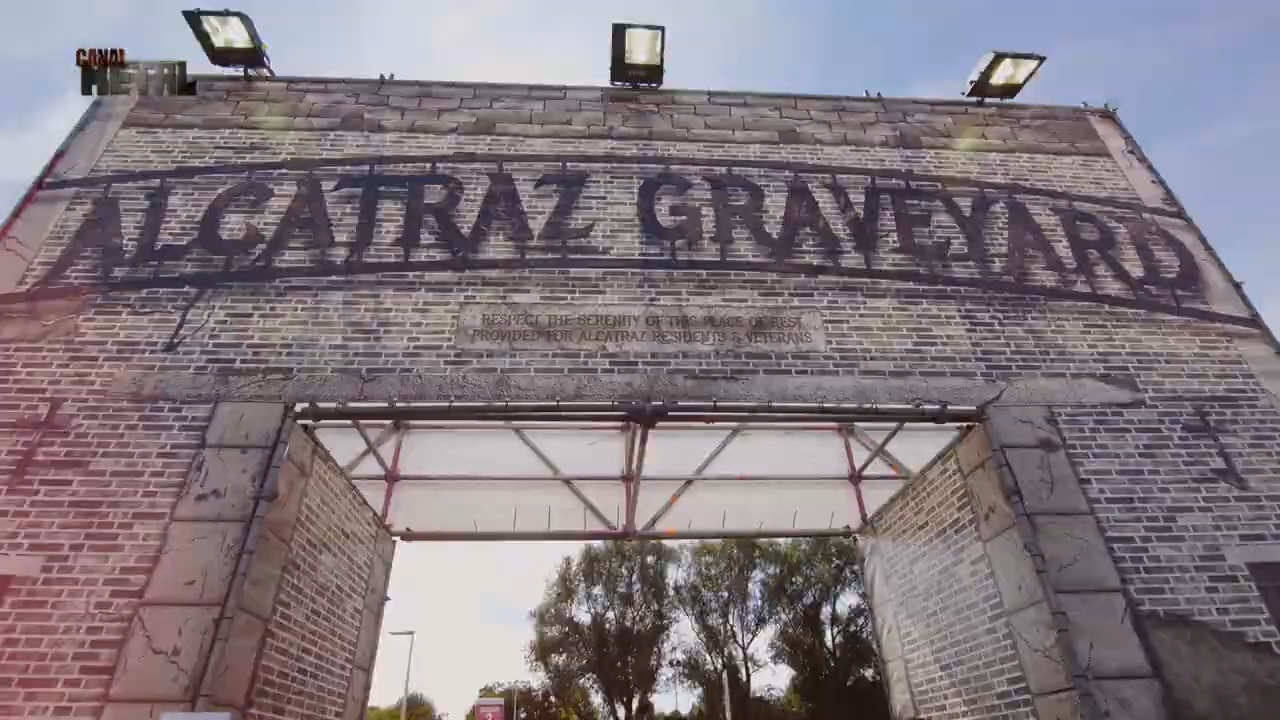 CANAL
METAL
ALCATRAZ GRAVEYARD
RESPECT THE SERENITY OF THIS PLACE OF REST
PROVIDED FOR ALCATRAZ RESIDENTS & VETERANS